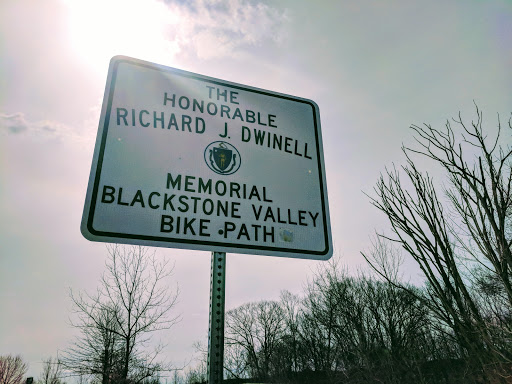 THE
HONORABLE
RICHARD J. DWINELL
MEMORIAL
BLACKSTONE VALLEY
BIKE PATH